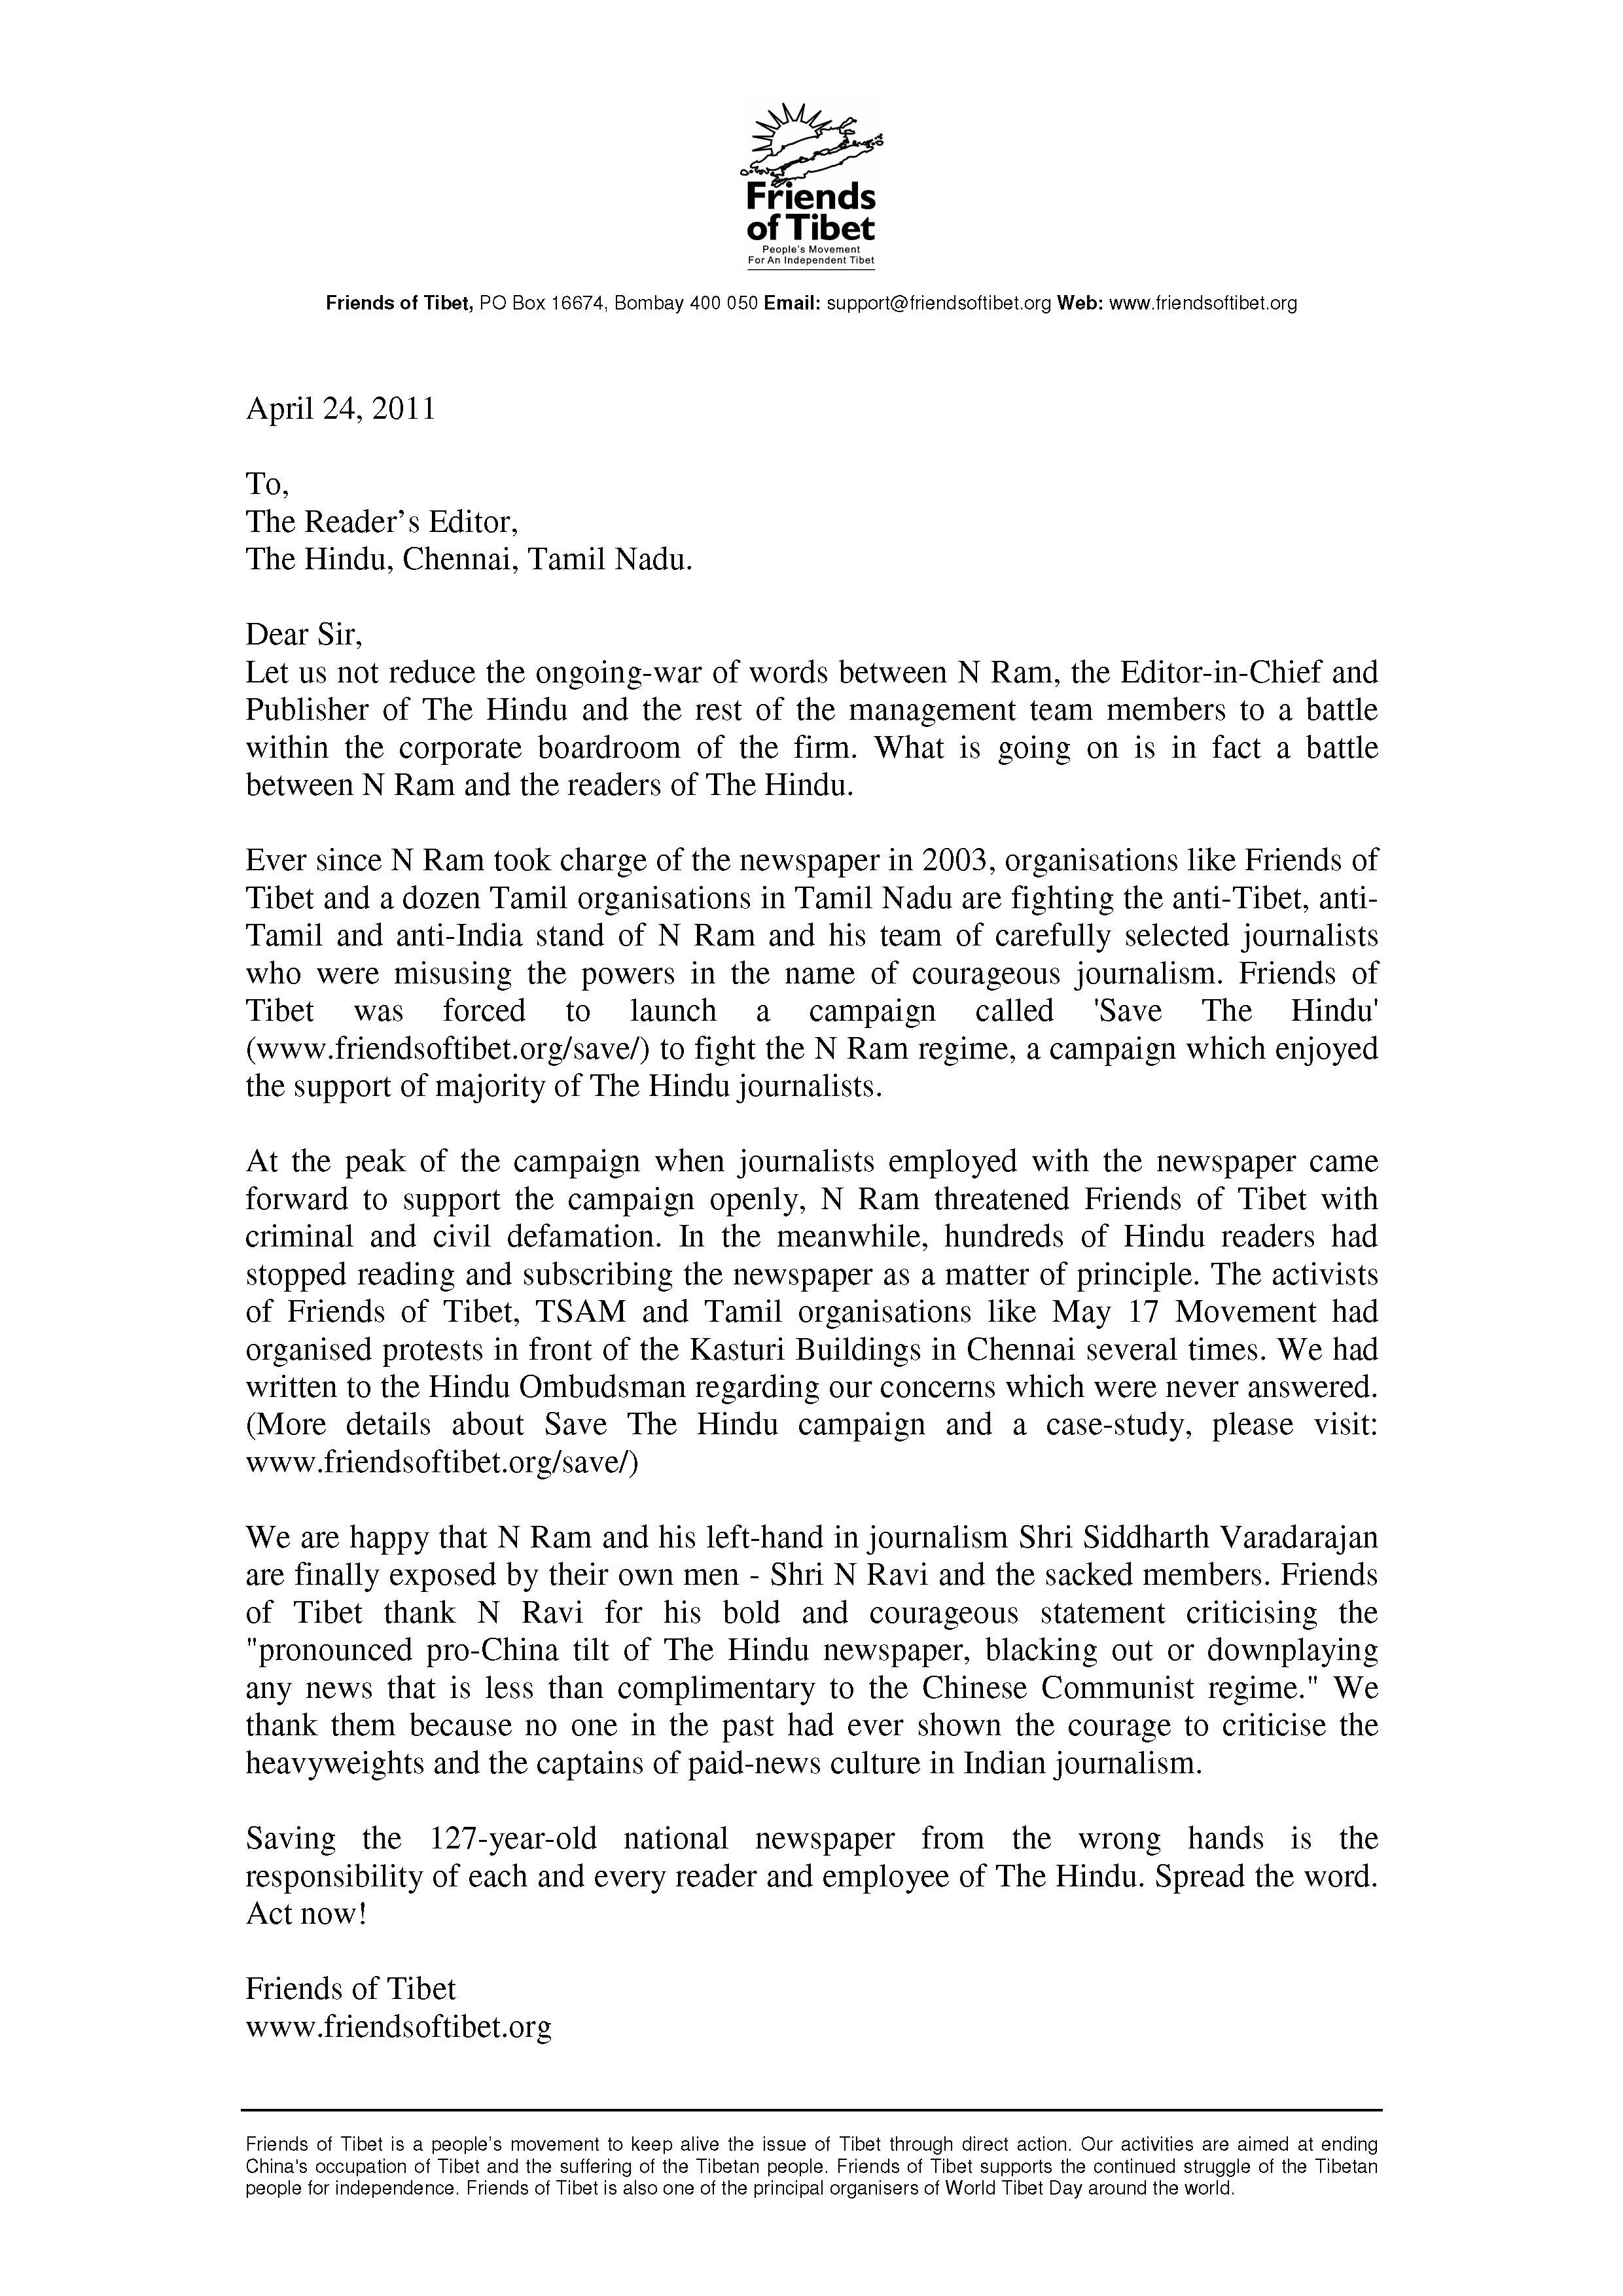 Friends
of Tibet
People's Movement
For An Independent Tibet
Friends of Tibet, PO Box 16674, Bombay 400 050 Email: support@friendsoftibet.org Web: www.friendsoftibet.org
April 24, 2011
To,
The Reader’s Editor,
The Hindu, Chennai, Tamil Nadu.
Dear Sir,
Let us not reduce the ongoing-war of words between N Ram, the Editor-in-Chief and
Publisher of The Hindu and the rest of the management team members to a battle
within the corporate boardroom of the firm. What is going on is in fact a battle
between N Ram and the readers of The Hindu.
Ever since N Ram took charge of the newspaper in 2003, organisations like Friends of
Tibet and a dozen Tamil organisations in Tamil Nadu are fighting the anti-Tibet, anti-
Tamil and anti-India stand of N Ram and his team of carefully selected journalists
who were misusing the powers in the name of courageous journalism. Friends of
Tibet was forced to launch a campaign called 'Save The Hindu'
(www.friendsoftibet.org/save/) to fight the N Ram regime, a campaign which enjoyed
the support of majority of The Hindu journalists.
At the peak of the campaign when journalists employed with the newspaper came
forward to support the campaign openly, N Ram threatened Friends of Tibet with
criminal and civil defamation. In the meanwhile, hundreds of Hindu readers had
stopped reading and subscribing the newspaper as a matter of principle. The activists
of Friends of Tibet, TSAM and Tamil organisations like May 17 Movement had
organised protests in front of the Kasturi Buildings in Chennai several times. We had
written to the Hindu Ombudsman regarding our concerns which were never answered.
(More details about Save The Hindu campaign and a case-study, please visit:
www.friendsoftibet.org/save/)
We are happy that N Ram and his left-hand in journalism Shri Siddharth Varadarajan
are finally exposed by their own men - Shri N Ravi and the sacked members. Friends
of Tibet thank N Ravi for his bold and courageous statement criticising the
"pronounced pro-China tilt of The Hindu newspaper, blacking out or downplaying
any news that is less than complimentary to the Chinese Communist regime." We
thank them because no one in the past had ever shown the courage to criticise the
heavyweights and the captains of paid-news culture in Indian journalism.
Saving the 127-year-old national newspaper from the wrong hands is the
responsibility of each and every reader and employee of The Hindu. Spread the word.
Act now!
Friends of Tibet
www.friendsoftibet.org
Friends of Tibet is a people’s movement to keep alive the issue of Tibet through direct action. Our activities are aimed at ending
China's occupation of Tibet and the suffering of the Tibetan people. Friends of Tibet supports the continued struggle of the Tibetan
people for independence. Friends of Tibet is also one of the principal organisers of World Tibet Day around the world.